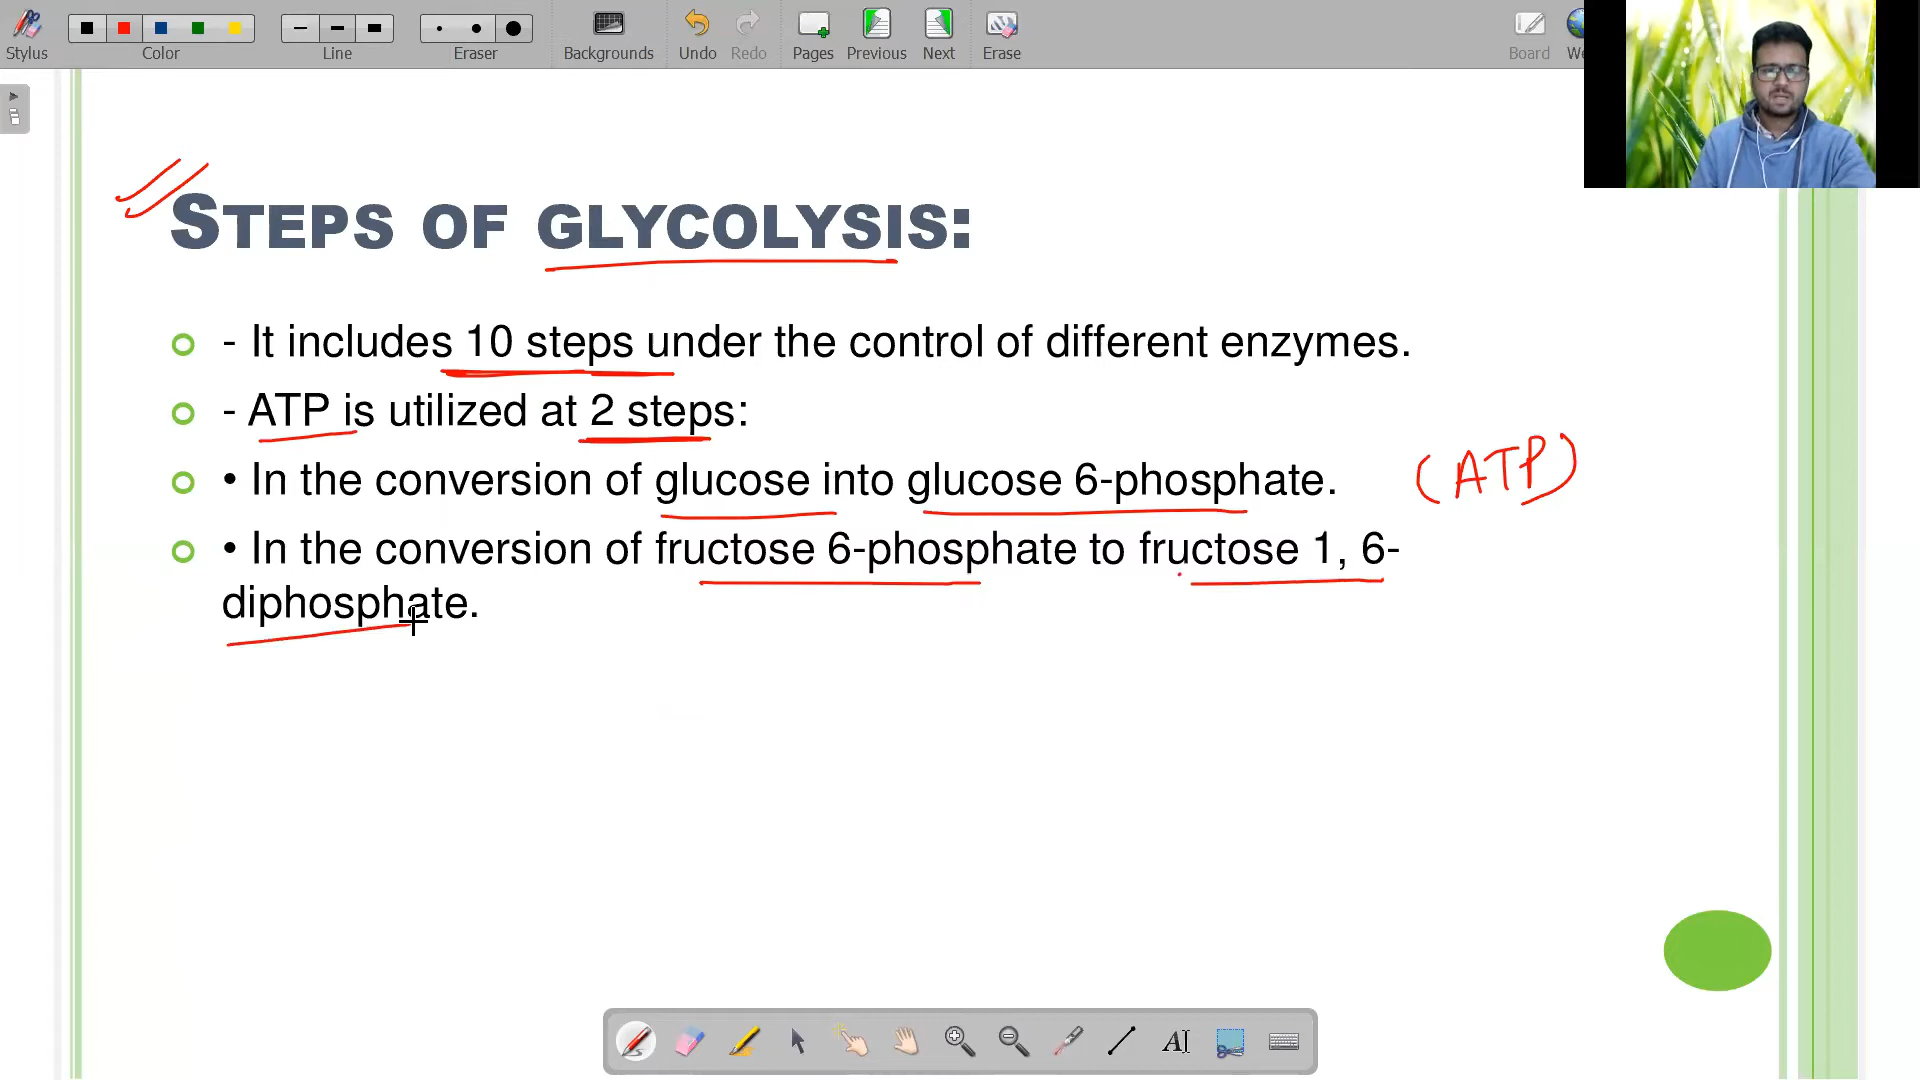 Stylus Color Line Eraser Backgrounds Undo Redo Pages Previous Next Erase Board
STEPS OF GLYCOLYSIS:
- It includes 10 steps under the control of different enzymes.
- ATP is utilized at 2 steps:
• In the conversion of glucose into glucose 6-phosphate. (ATP)
• In the conversion of fructose 6-phosphate to fructose 1, 6-
diphosphate.